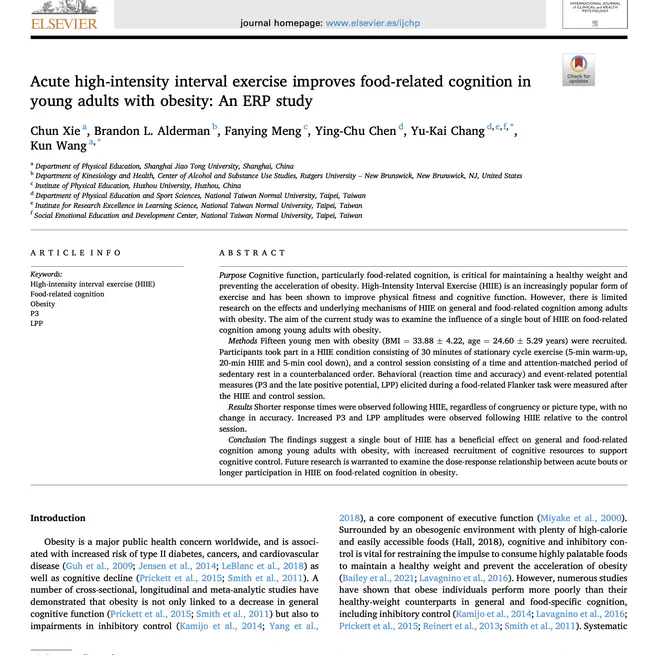 ELSEVIER
journal homepage: www.elsevier.es/ijchp
INTERNATIONAL JOURNAL
OF CLINICAL AND HEALTH
PSYCHOLOGY
Check for
updates
Acute high-intensity interval exercise improves food-related cognition in
young adults with obesity: An ERP study
Chun Xie a, Brandon L. Alderman b, Fanying Meng c, Ying-Chu Chen d, Yu-Kai Chang d,e,f,*,
Kun Wang a,*
a Department of Physical Education, Shanghai Jiao Tong University, Shanghai, China
b Department of Kinesiology and Health, Center of Alcohol and Substance Use Studies, Rutgers University – New Brunswick, New Brunswick, NJ, United States
c Institute of Physical Education, Huzhou University, Huzhou, China
d Department of Physical Education and Sport Sciences, National Taiwan Normal University, Taipei, Taiwan
e Institute for Research Excellence in Learning Science, National Taiwan Normal University, Taipei, Taiwan
f Social Emotional Education and Development Center, National Taiwan Normal University, Taipei, Taiwan
ARTICLE INFO
Keywords:
High-intensity interval exercise (HIIE)
Food-related cognition
Obesity
P3
LPP
ABSTRACT
Purpose Cognitive function, particularly food-related cognition, is critical for maintaining a healthy weight and
preventing the acceleration of obesity. High-Intensity Interval Exercise (HIIE) is an increasingly popular form of
exercise and has been shown to improve physical fitness and cognitive function. However, there is limited
research on the effects and underlying mechanisms of HIIE on general and food-related cognition among adults
with obesity. The aim of the current study was to examine the influence of a single bout of HIIE on food-related
cognition among young adults with obesity.
Methods Fifteen young men with obesity (BMI = 33.88 ± 4.22, age = 24.60 ± 5.29 years) were recruited.
Participants took part in a HIIE condition consisting of 30 minutes of stationary cycle exercise (5-min warm-up,
20-min HIIE and 5-min cool down), and a control session consisting of a time and attention-matched period of
sedentary rest in a counterbalanced order. Behavioral (reaction time and accuracy) and event-related potential
measures (P3 and the late positive potential, LPP) elicited during a food-related Flanker task were measured after
the HIIE and control session.
Results Shorter response times were observed following HIIE, regardless of congruency or picture type, with no
change in accuracy. Increased P3 and LPP amplitudes were observed following HIIE relative to the control
session.
Conclusion The findings suggest a single bout of HIIE has a beneficial effect on general and food-related
cognition among young adults with obesity, with increased recruitment of cognitive resources to support
cognitive control. Future research is warranted to examine the dose-response relationship between acute bouts or
longer participation in HIIE on food-related cognition in obesity.
Introduction
Obesity is a major public health concern worldwide, and is associ-
ated with increased risk of type II diabetes, cancers, and cardiovascular
disease (Guh et al., 2009; Jensen et al., 2014; LeBlanc et al., 2018) as
well as cognitive decline (Prickett et al., 2015; Smith et al., 2011). A
number of cross-sectional, longitudinal and meta-analytic studies have
demonstrated that obesity is not only linked to a decrease in general
cognitive function (Prickett et al., 2015; Smith et al., 2011) but also to
impairments in inhibitory control (Kamijo et al., 2014; Yang et al.,
2018), a core component of executive function (Miyake et al., 2000).
Surrounded by an obesogenic environment with plenty of high-calorie
and easily accessible foods (Hall, 2018), cognitive and inhibitory con-
trol is vital for restraining the impulse to consume highly palatable foods
to maintain a healthy weight and prevent the acceleration of obesity
(Bailey et al., 2021; Lavagnino et al., 2016). However, numerous studies
have shown that obese individuals perform more poorly than their
healthy-weight counterparts in general and food-specific cognition,
including inhibitory control (Kamijo et al., 2014; Lavagnino et al., 2016;
Prickett et al., 2015; Reinert et al., 2013; Smith et al., 2011). Systematic